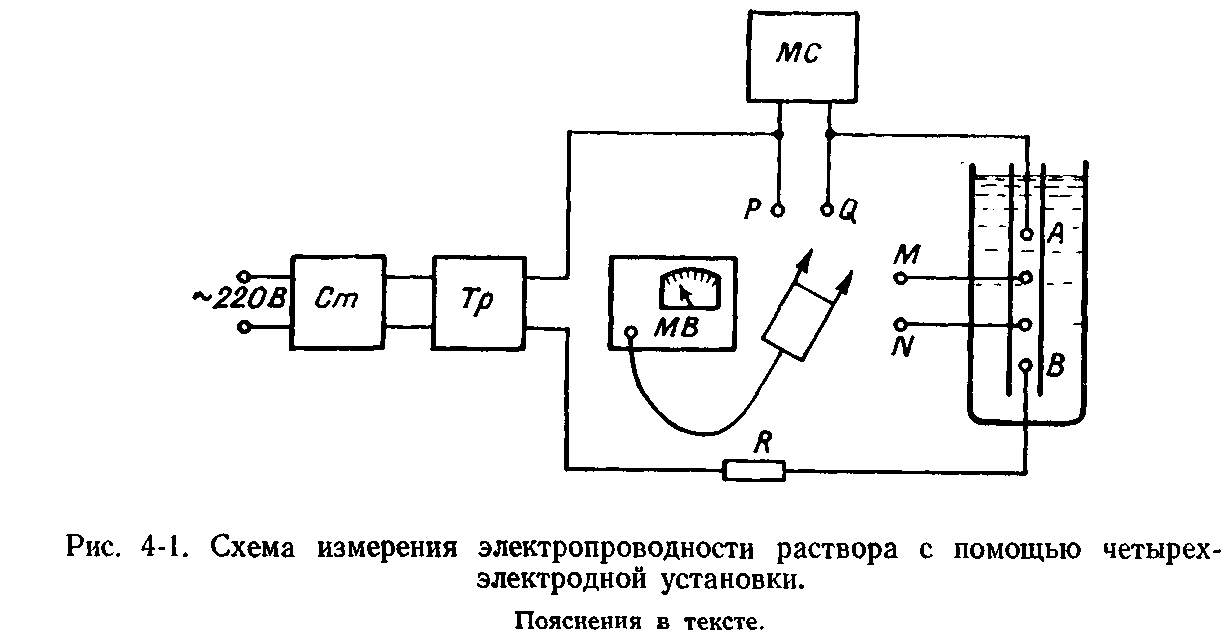 МС
P Q
A
M
~220В Ст Тр
МВ
N
B
R
Рис. 4-1. Схема измерения электропроводности раствора с помощью четырех-
электродной установки.
Пояснения в тексте.